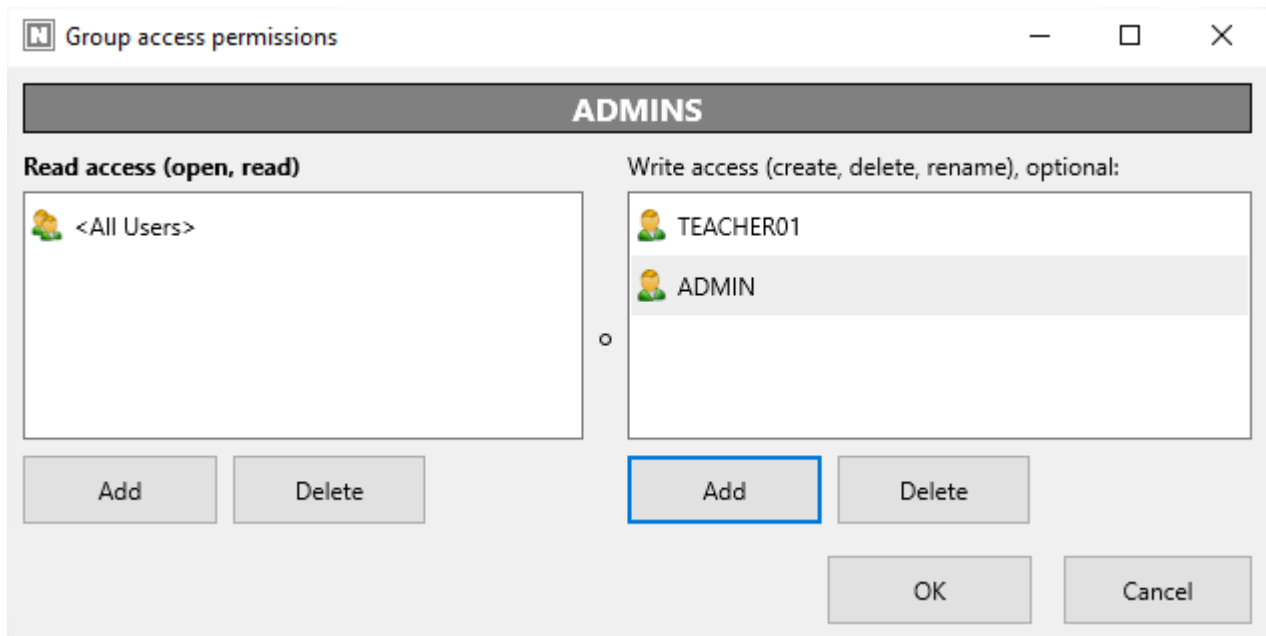 N Group access permissions
ADMINS
Read access (open, read)
<All Users>
Add Delete
Write access (create, delete, rename), optional:
TEACHER01
ADMIN
Add Delete
OK Cancel